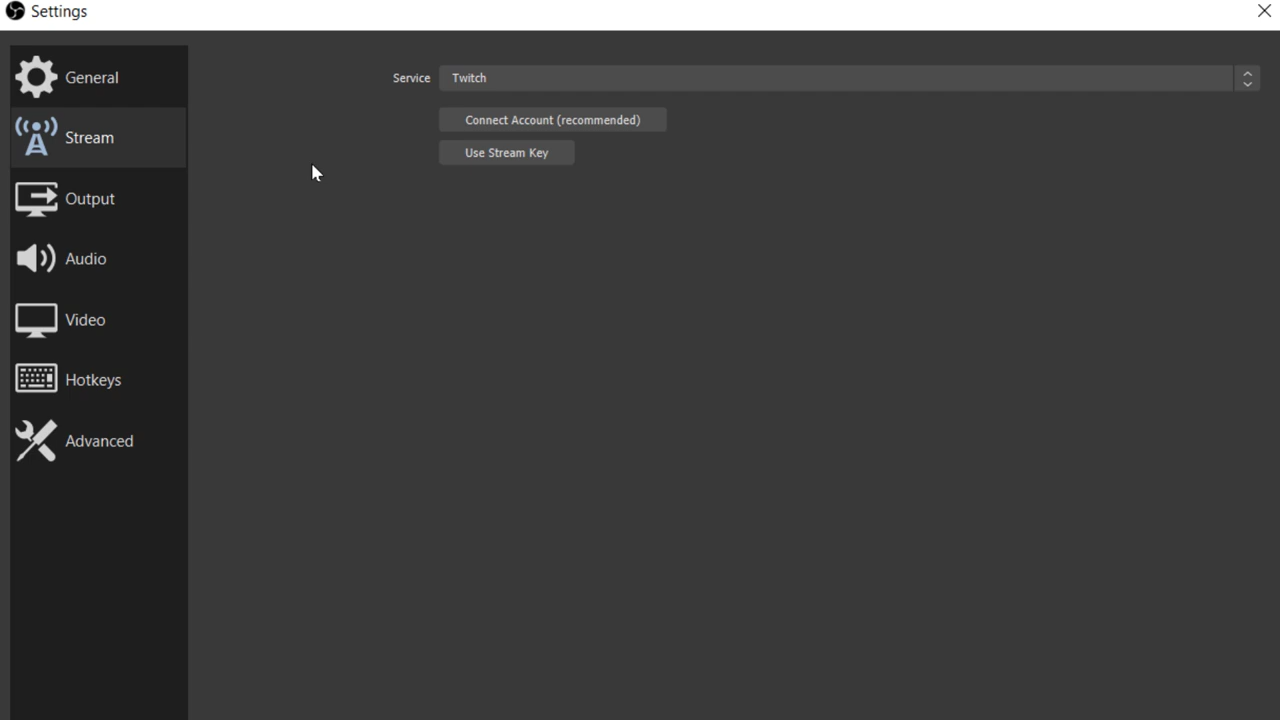 Settings
General
Stream
Output
Audio
Video
Hotkeys
Advanced
Service Twitch
Connect Account (recommended)
Use Stream Key